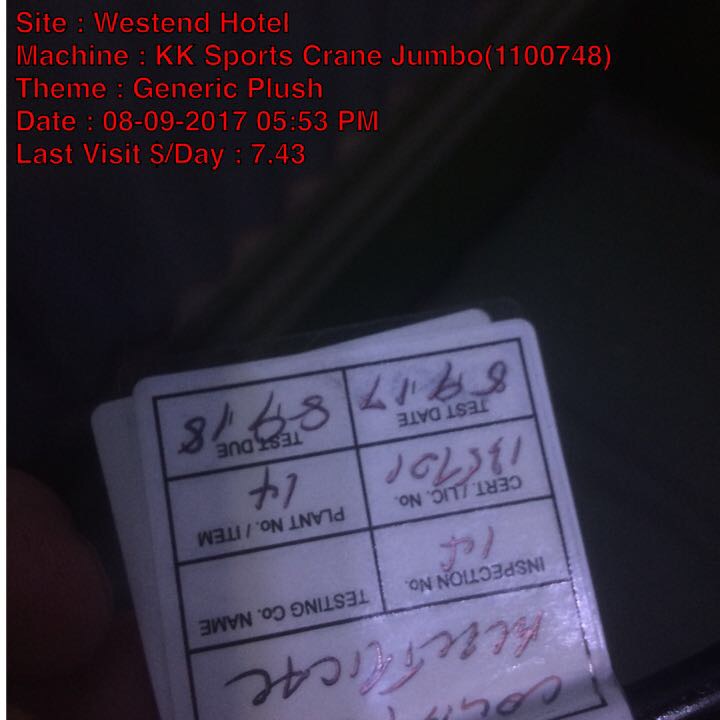 Site : Westend Hotel
Machine : KK Sports Crane Jumbo(1100748)
Theme : Generic Plush
Date : 08-09-2017 05:53 PM
Last Visit $/Day : 7.43
ELECTRICAL
INSPECTION No. TESTING Co. NAME
CERT. / LIC. No. PLANT No. / ITEM
14
TEST DATE TEST DUE
8-9-17 8-9-18